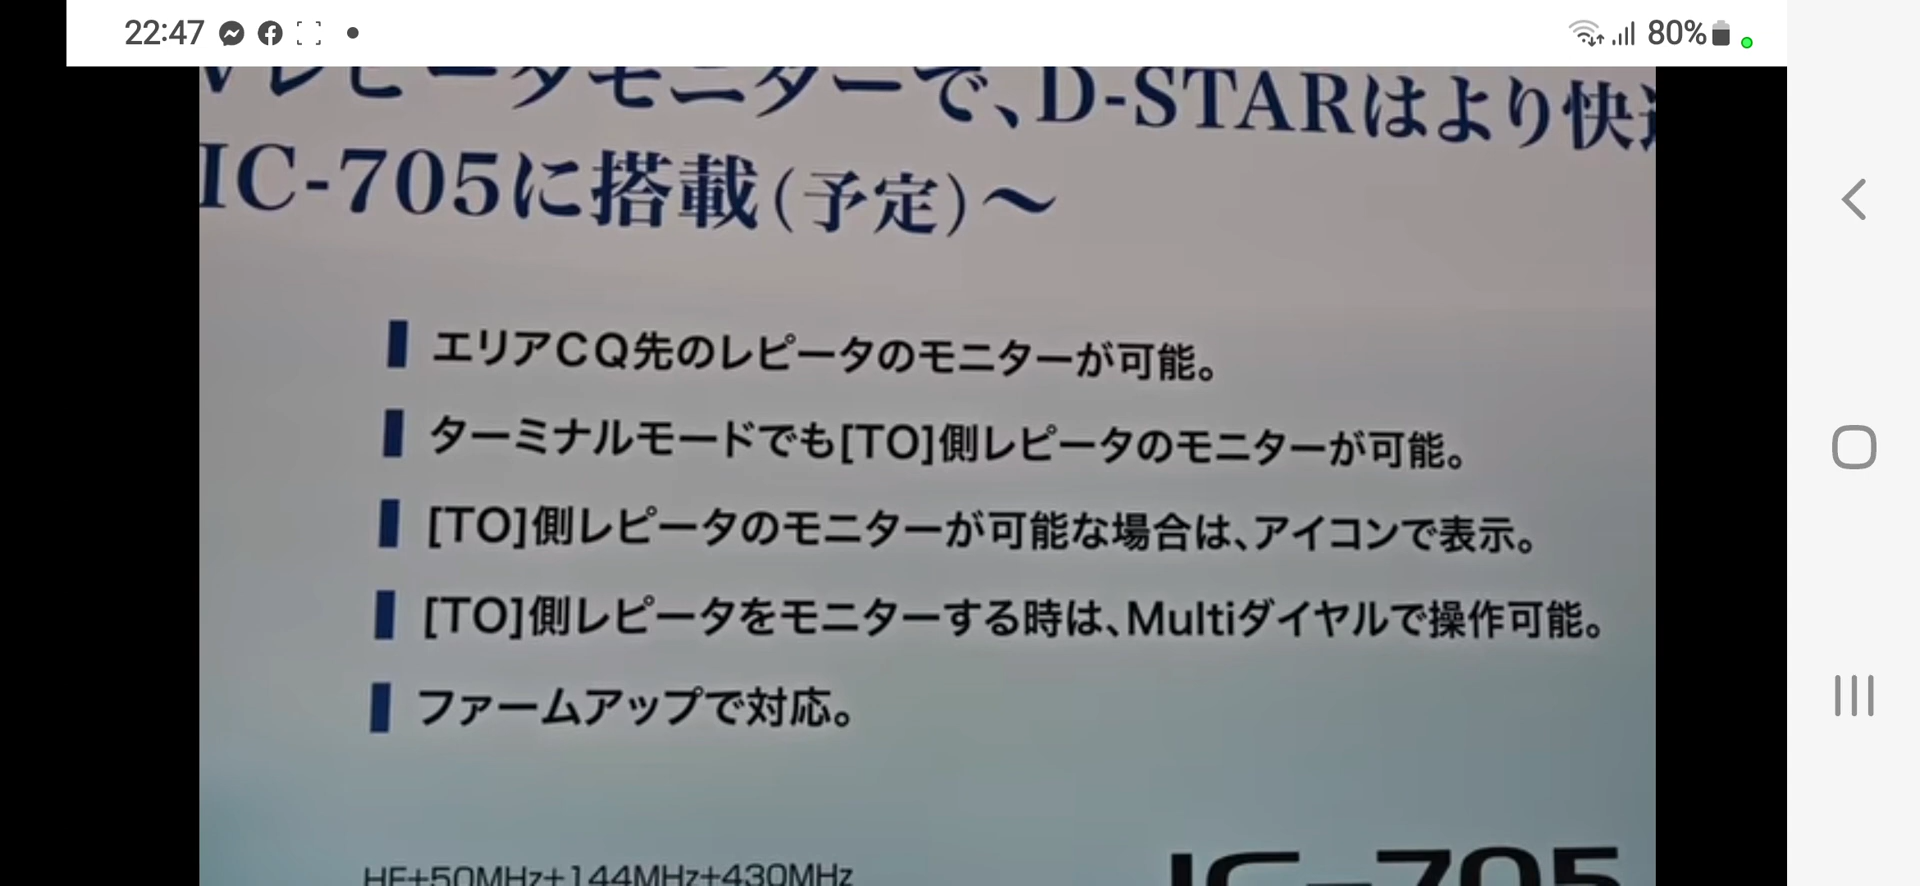 22:47
80%
レピータモニターで、D-STARはより快
IC-705に搭載(予定)〜
エリアCQ先のレピータのモニターが可能。
ターミナルモードでも[TO]側レピータのモニターが可能。
[TO]側レピータのモニターが可能な場合は、アイコンで表示。
[TO]側レピータをモニターする時は、Multiダイヤルで操作可能。
ファームアップで対応。
HF+50MHz+144MHz+430MHz
IC-705